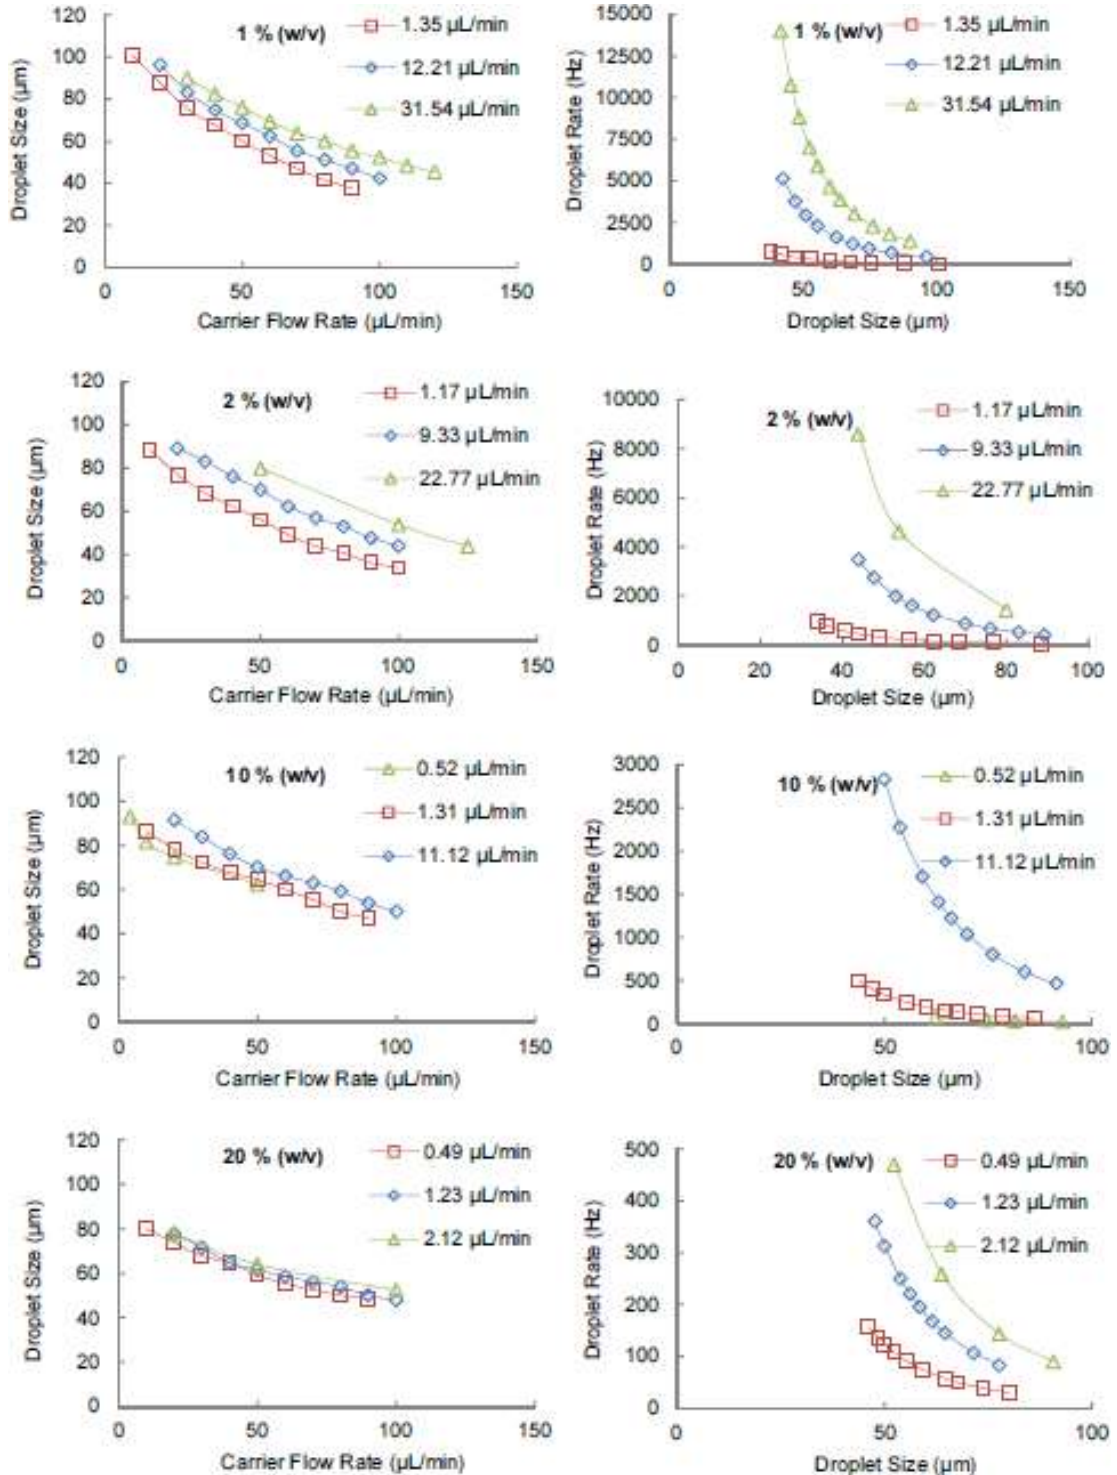 1 % (w/v)
1.35 µL/min
12.21 µL/min
31.54 µL/min
Droplet Size (µm)
120
100
80
60
40
20
0
0 50 100 150
Carrier Flow Rate (µL/min)
1 % (w/v)
1.35 µL/min
12.21 µL/min
31.54 µL/min
Droplet Rate (Hz)
15000
12500
10000
7500
5000
2500
0
0 50 100 150
Droplet Size (µm)
2 % (w/v)
1.17 µL/min
9.33 µL/min
22.77 µL/min
Droplet Size (µm)
120
100
80
60
40
20
0
0 50 100 150
Carrier Flow Rate (µL/min)
2 % (w/v)
1.17 µL/min
9.33 µL/min
22.77 µL/min
Droplet Rate (Hz)
10000
8000
6000
4000
2000
0
0 20 40 60 80 100
Droplet Size (µm)
10 % (w/v)
0.52 µL/min
1.31 µL/min
11.12 µL/min
Droplet Size (µm)
120
100
80
60
40
20
0
0 50 100 150
Carrier Flow Rate (µL/min)
10 % (w/v)
0.52 µL/min
1.31 µL/min
11.12 µL/min
Droplet Rate (Hz)
3000
2500
2000
1500
1000
500
0
0 50 100
Droplet Size (µm)
20 % (w/v)
0.49 µL/min
1.23 µL/min
2.12 µL/min
Droplet Size (µm)
120
100
80
60
40
20
0
0 50 100 150
Carrier Flow Rate (µL/min)
20 % (w/v)
0.49 µL/min
1.23 µL/min
2.12 µL/min
Droplet Rate (Hz)
500
400
300
200
100
0
0 50 100
Droplet Size (µm)